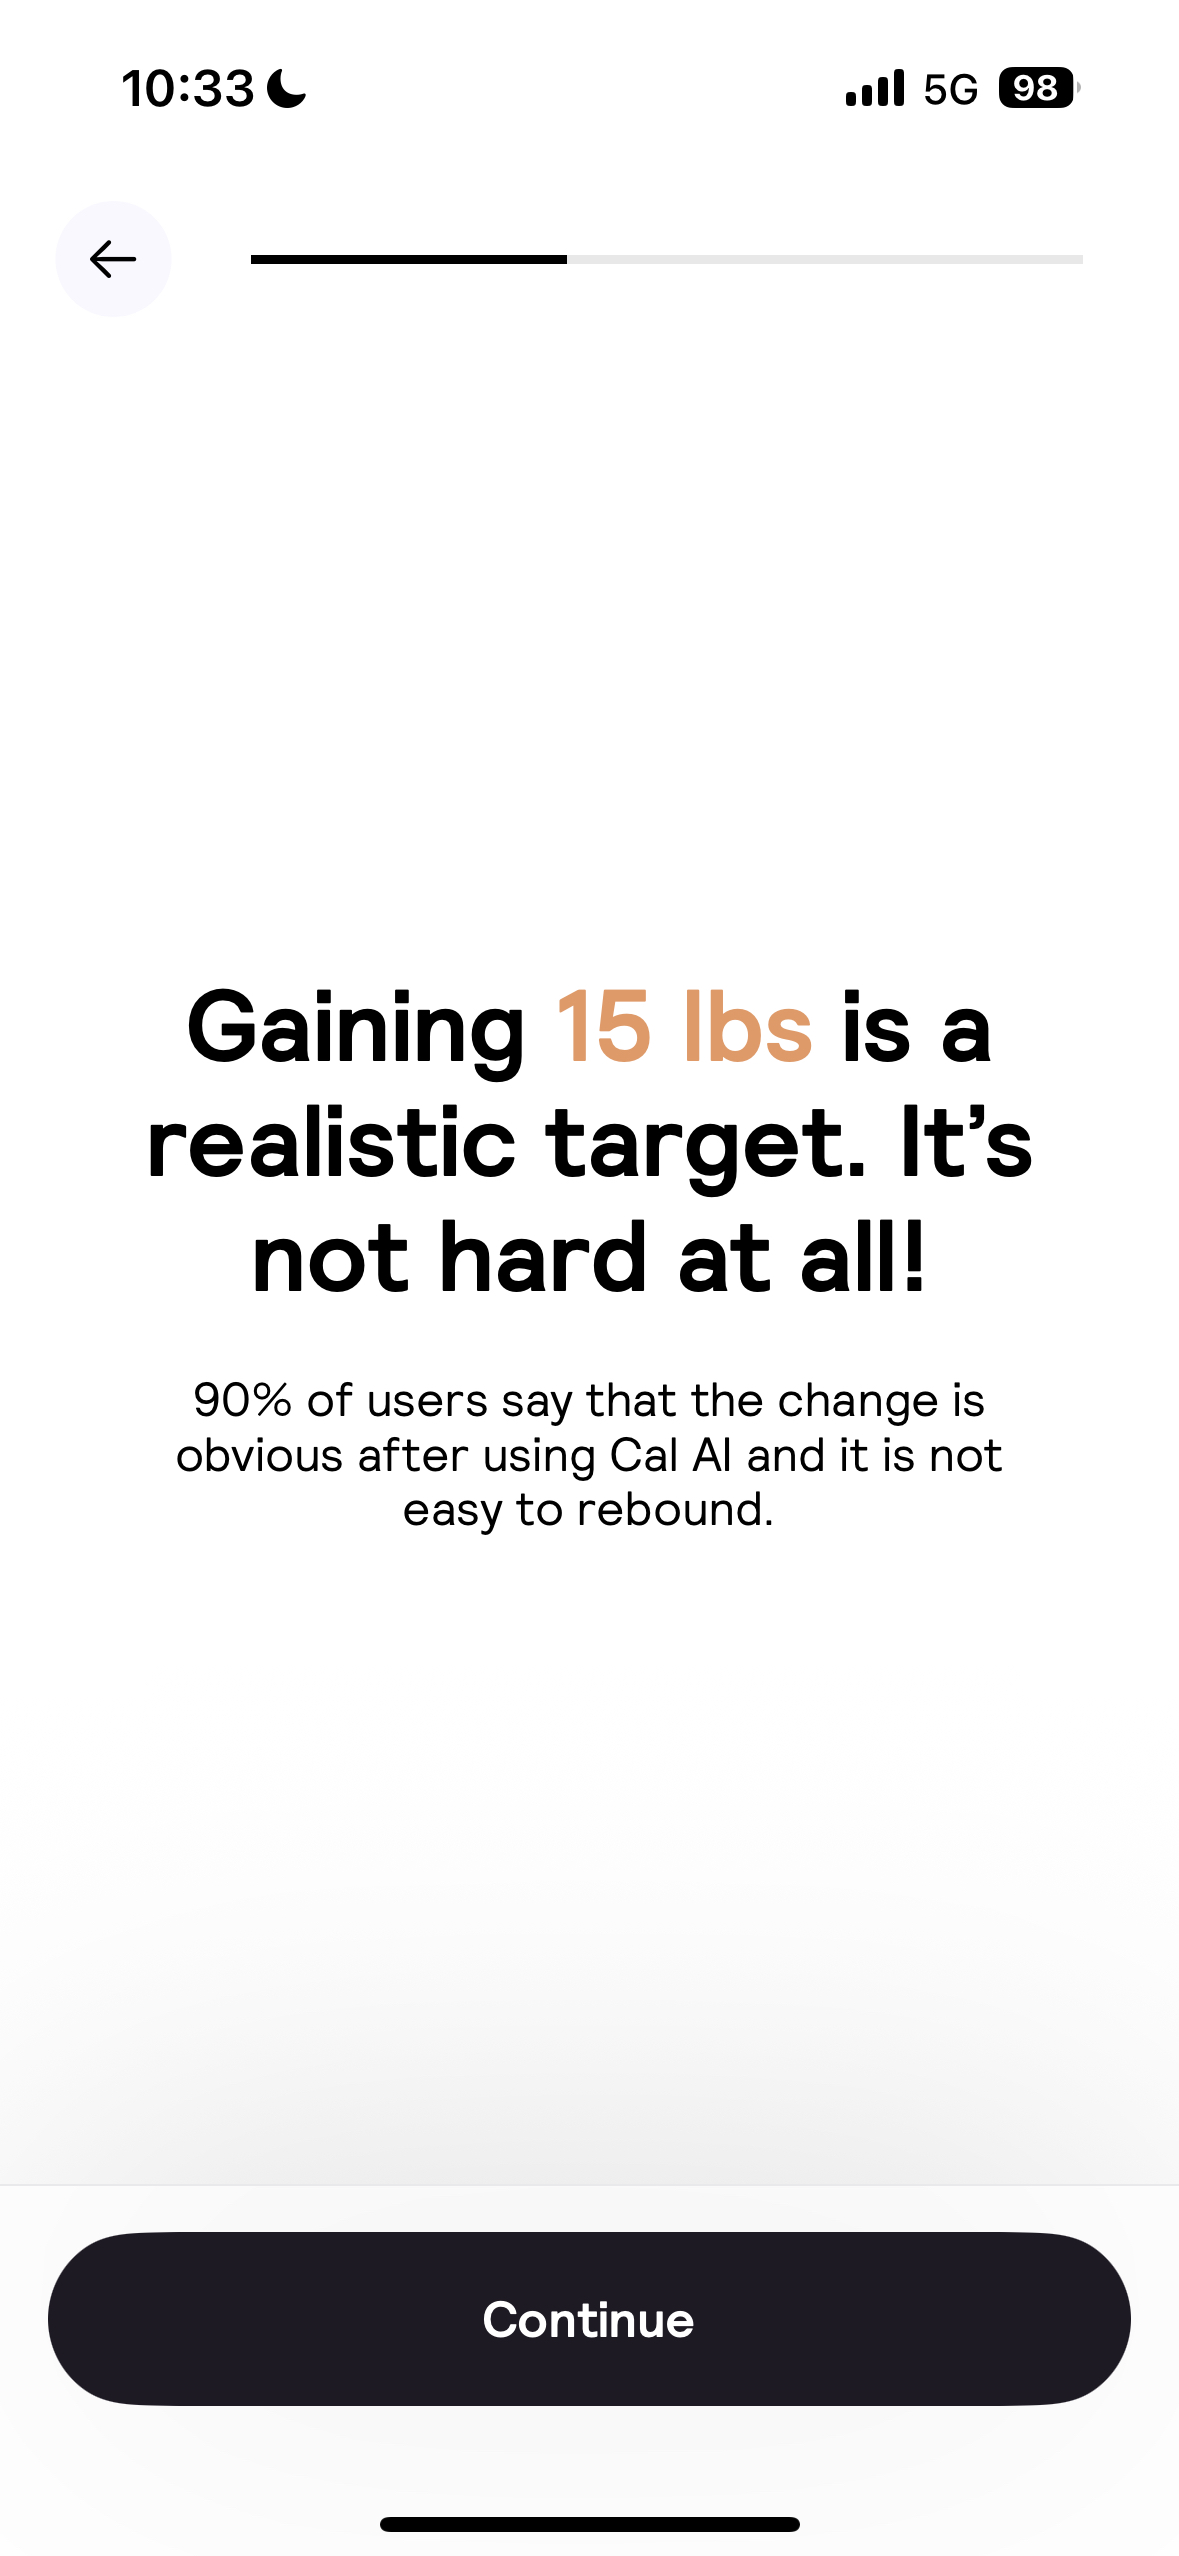 10:33
5G
98
Gaining 15 lbs is a
realistic target. It’s
not hard at all!
90% of users say that the change is
obvious after using Cal AI and it is not
easy to rebound.
Continue